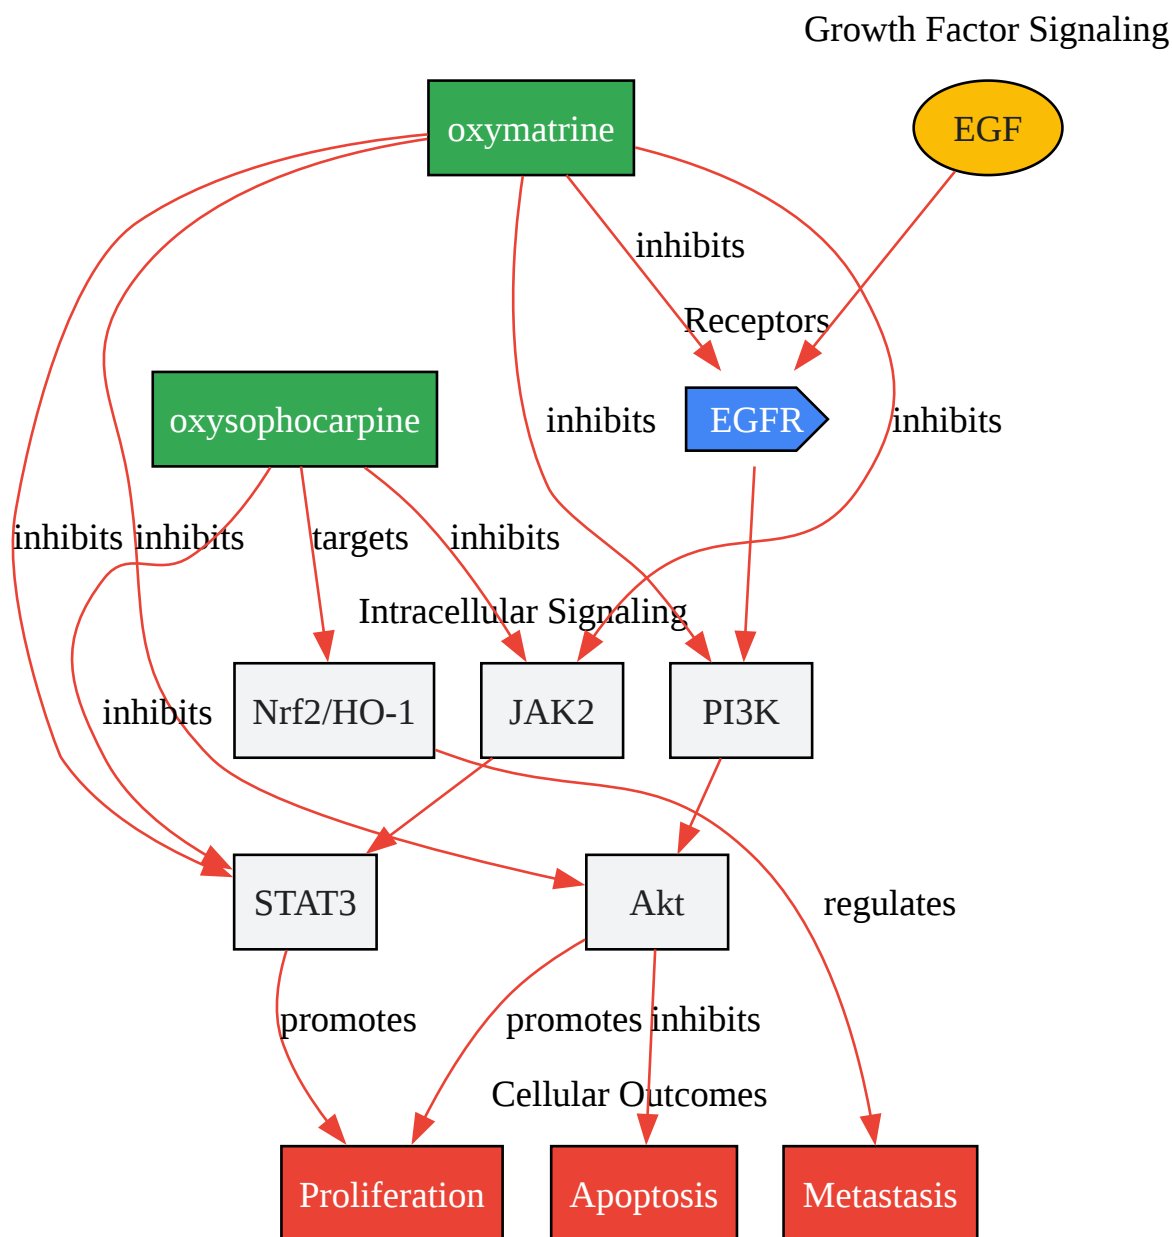 Growth Factor Signaling
oxymatrine
EGF
inhibits
Receptors
oxysophocarpine
inhibits
EGFR
inhibits
inhibits
inhibits
targets
inhibits
Intracellular Signaling
inhibits
Nrf2/HO-1
JAK2
PI3K
STAT3
Akt
regulates
promotes
promotes
inhibits
Cellular Outcomes
Proliferation
Apoptosis
Metastasis